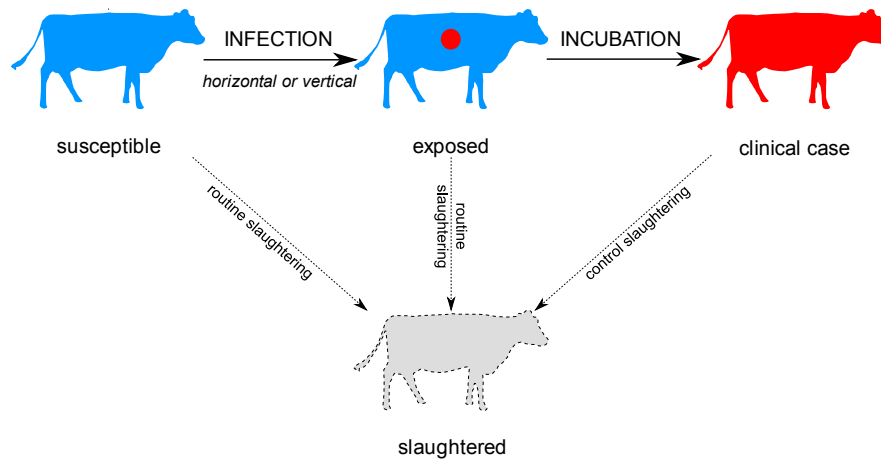 INFECTION
horizontal or vertical
INCUBATION
susceptible
exposed
clinical case
routine slaughtering
routine
slaughtering
control slaughtering
slaughtered